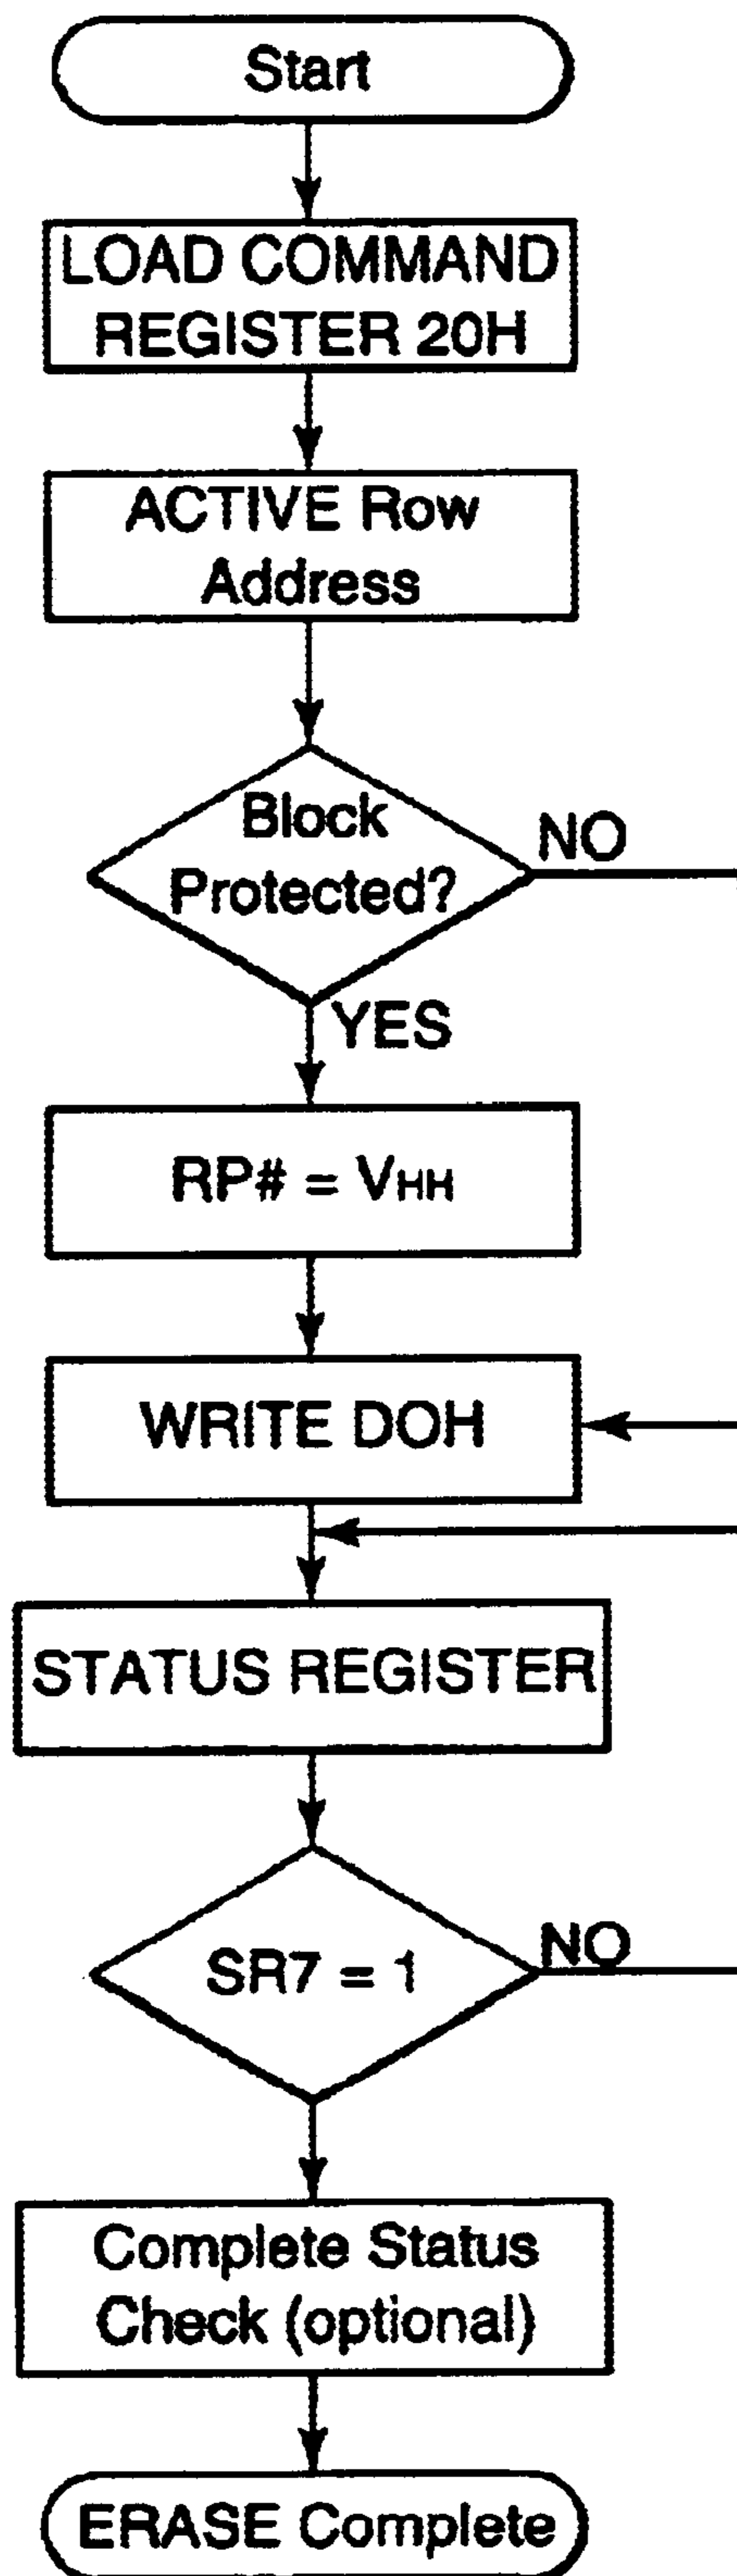 Start
LOAD COMMAND
REGISTER 20H
ACTIVE Row
Address
Block
Protected?
NO
YES
RP# = VHH
WRITE DOH
STATUS REGISTER
SR7 = 1
NO
Complete Status
Check (optional)
ERASE Complete